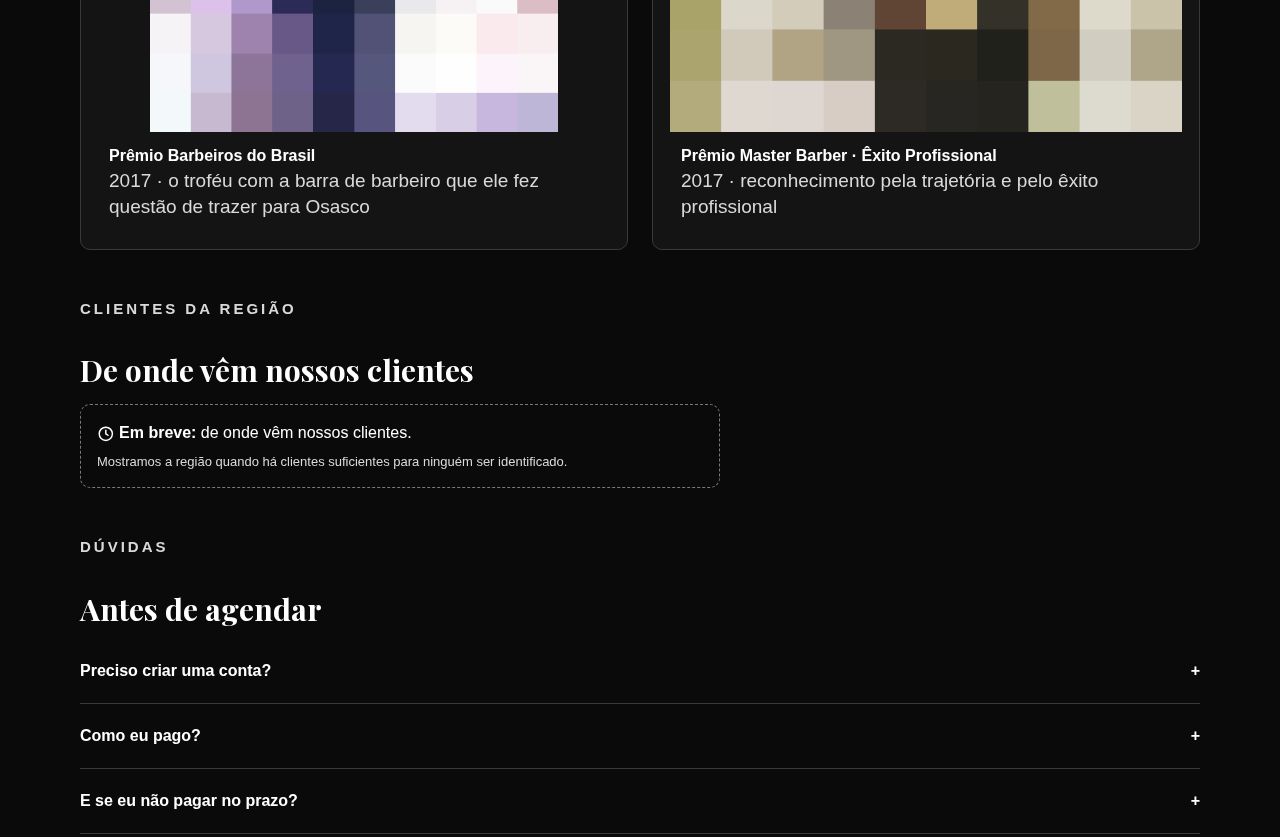 Prêmio Barbeiros do Brasil
2017 · o troféu com a barra de barbeiro que ele fez
questão de trazer para Osasco
Prêmio Master Barber · Êxito Profissional
2017 · reconhecimento pela trajetória e pelo êxito
profissional
CLIENTES DA REGIÃO
De onde vêm nossos clientes
Em breve: de onde vêm nossos clientes.
Mostramos a região quando há clientes suficientes para ninguém ser identificado.
DÚVIDAS
Antes de agendar
Preciso criar uma conta? +
Como eu pago? +
E se eu não pagar no prazo? +